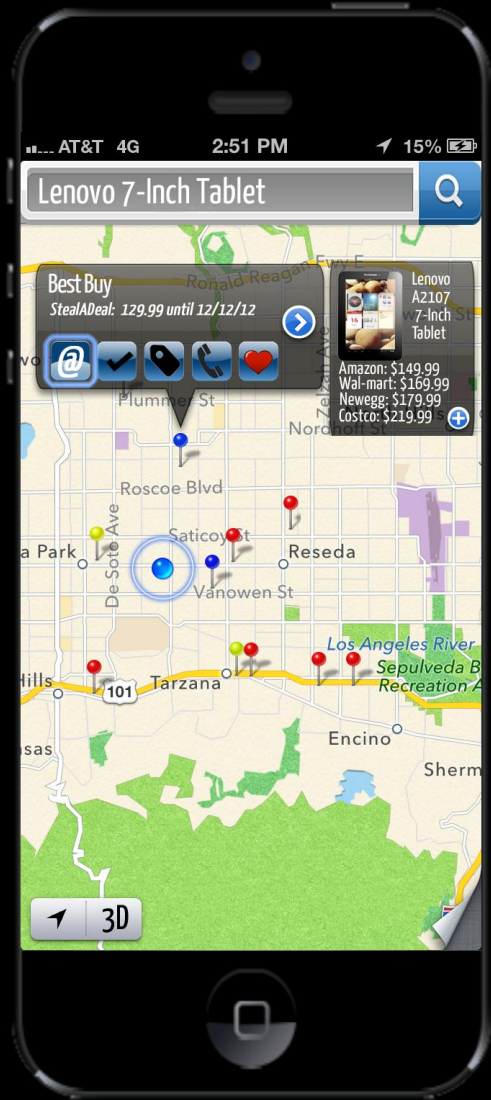 AT&T 4G 2:51 PM 15%
Lenovo 7-Inch Tablet
Ronald Reagan Fwy E
Best Buy
StealADeal: 129.99 until 12/12/12
@
Lenovo
A2107
7-Inch
Tablet
Amazon: $149.99
Wal-mart: $169.99
Newegg: $179.99
Costco: $219.99
Zelzah Ave
Plummer St
Nordhoff St
Roscoe Blvd
De Soto Ave
Saticoy St
a Park
Reseda
Vanowen St
Los Angeles River
Sepulveda B
Recreation A
Hills
101
Tarzana
Encino
asas
Sherm
3D